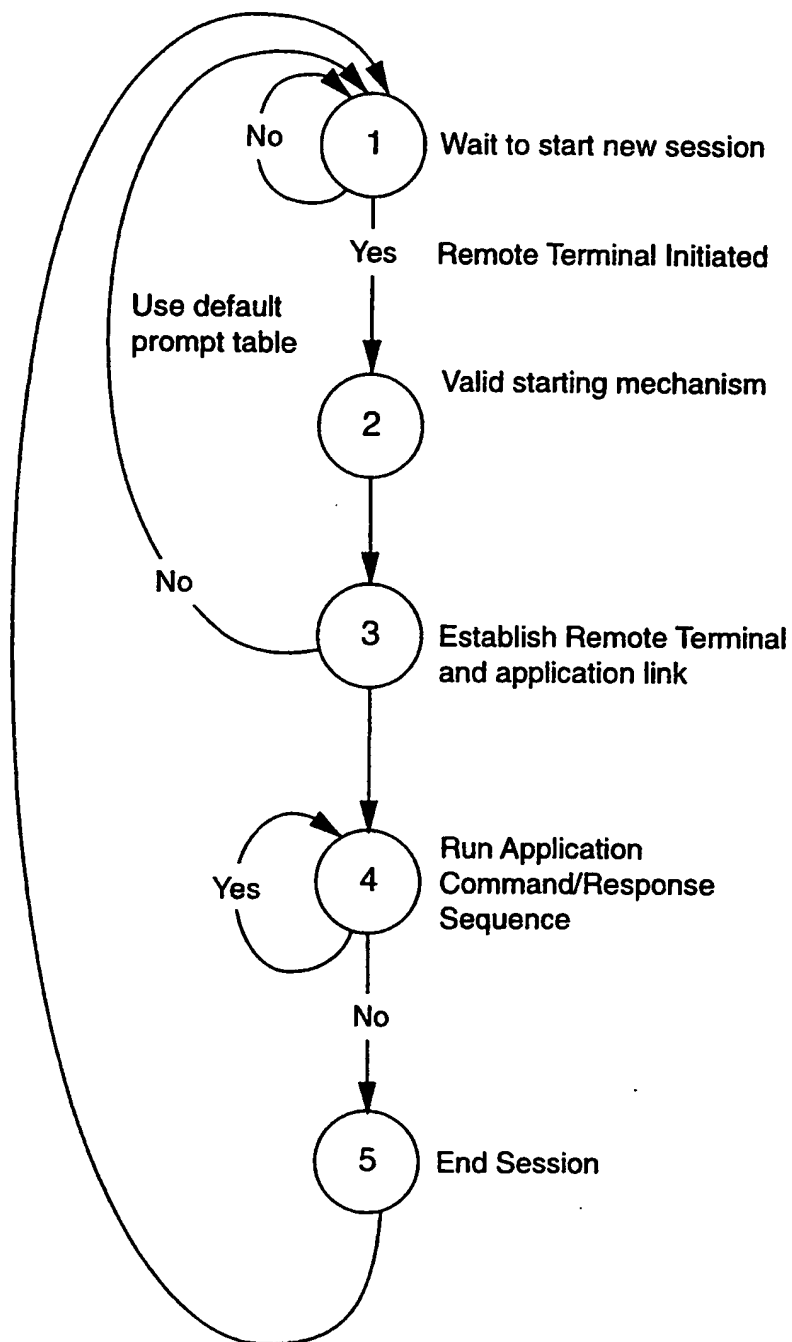 No
1
Wait to start new session
Yes
Remote Terminal Initiated
Use default
prompt table
Valid starting mechanism
2
No
3
Establish Remote Terminal
and application link
Yes
4
Run Application
Command/Response
Sequence
No
5
End Session